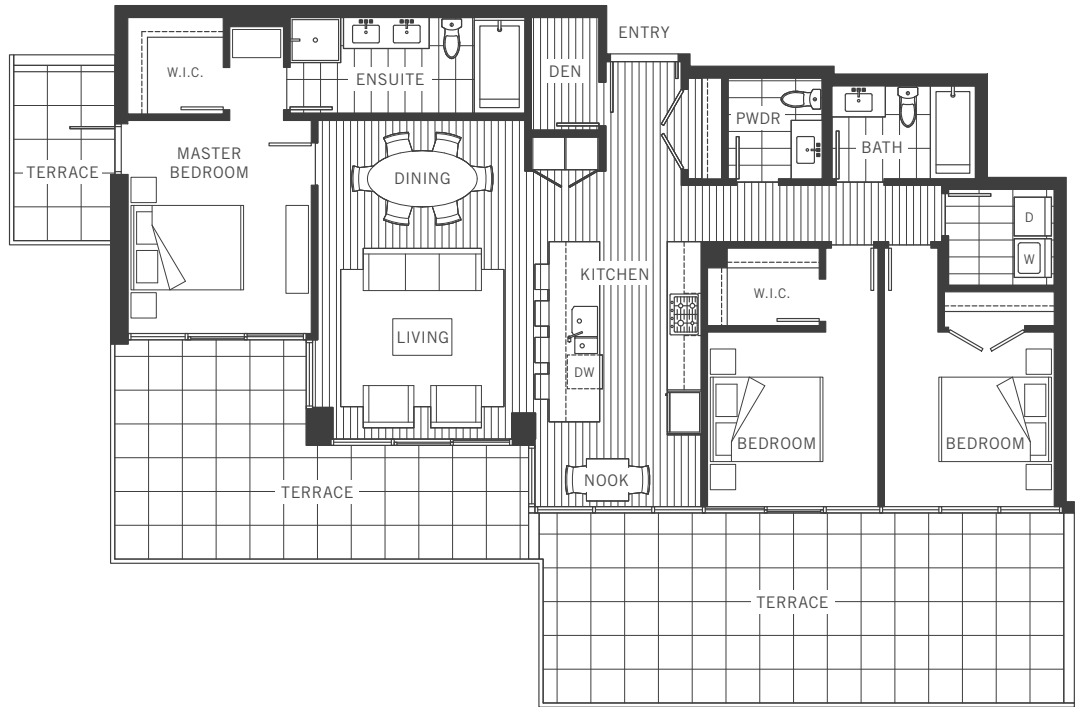 ENTRY
W.I.C.
ENSUITE
DEN
PWDR
BATH
TERRACE
MASTER
BEDROOM
DINING
D
W
KITCHEN
W.I.C.
LIVING
DW
BEDROOM
BEDROOM
NOOK
TERRACE
TERRACE